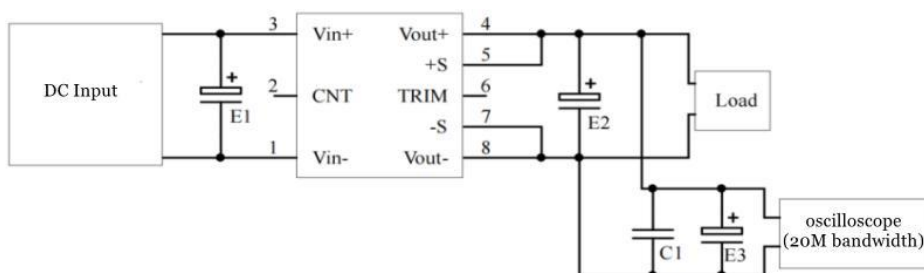 DC Input
E1
3
2
1
Vin+
CNT
Vin-
Vout+
+S
TRIM
-S
Vout-
4
5
6
7
8
+
+
E2
Load
C1
+
E3
oscilloscope
(20M bandwidth)